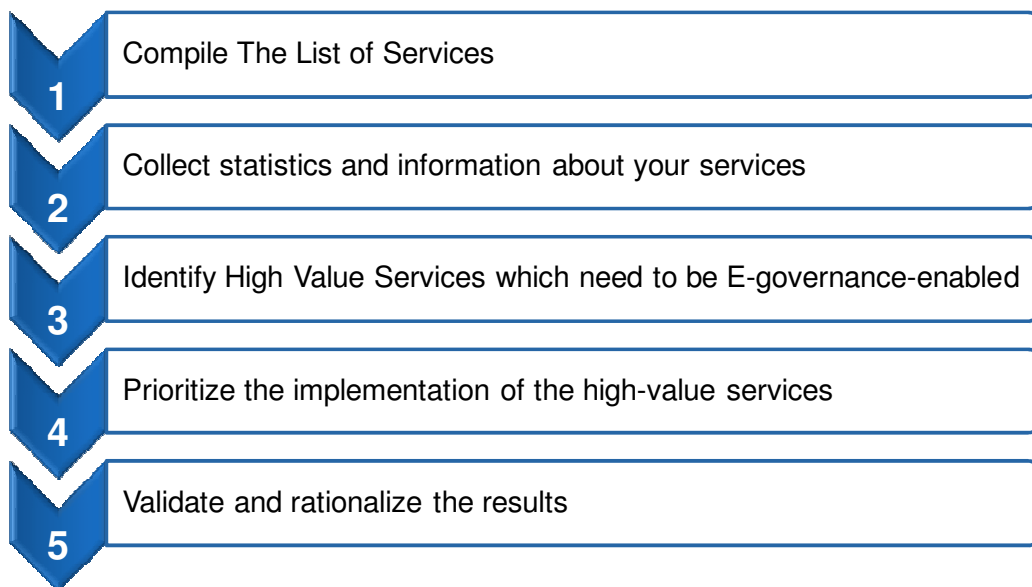 1
Compile The List of Services
2
Collect statistics and information about your services
3
Identify High Value Services which need to be E-governance-enabled
4
Prioritize the implementation of the high-value services
5
Validate and rationalize the results